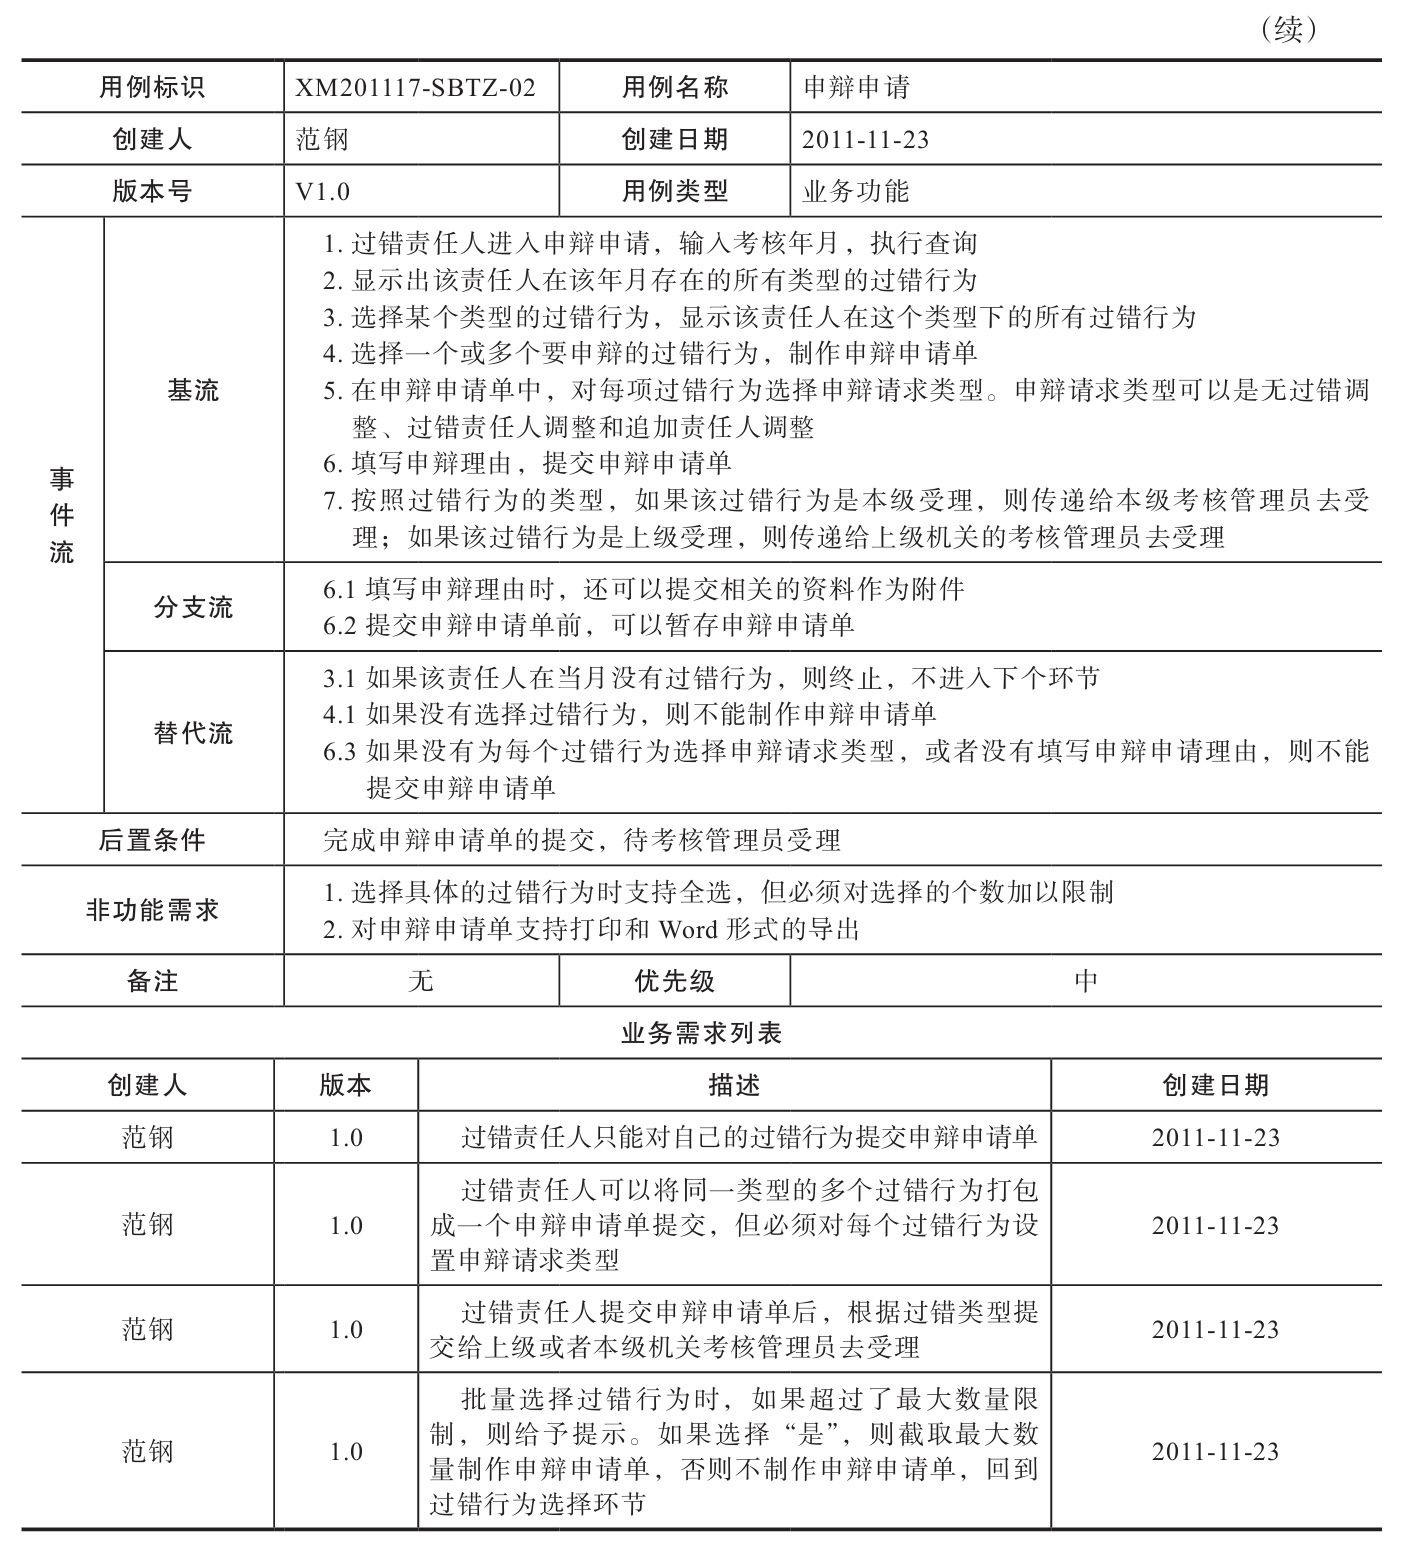 （续）
用例标识 XM201117-SBTZ-02 用例名称 申辩申请
创建人 范钢 创建日期 2011-11-23
版本号 V1.0 用例类型 业务功能
事件流
基流
1. 过错责任人进入申辩申请，输入考核年月，执行查询
2. 显示出该责任人在该年月存在的所有类型的过错行为
3. 选择某个类型的过错行为，显示该责任人在这个类型下的所有过错行为
4. 选择一个或多个要申辩的过错行为，制作申辩申请单
5. 在申辩申请单中，对每项过错行为选择申辩请求类型。申辩请求类型可以是无过错调
整、过错责任人调整和追加责任人调整
6. 填写申辩理由，提交申辩申请单
7. 按照过错行为的类型，如果该过错行为是本级受理，则传递给本级考核管理员去受
理；如果该过错行为是上级受理，则传递给上级机关的考核管理员去受理
分支流
6.1 填写申辩理由时，还可以提交相关的资料作为附件
6.2 提交申辩申请单前，可以暂存申辩申请单
替代流
3.1 如果该责任人在当月没有过错行为，则终止，不进入下个环节
4.1 如果没有选择过错行为，则不能制作申辩申请单
6.3 如果没有为每个过错行为选择申辩请求类型，或者没有填写申辩申请理由，则不能
提交申辩申请单
后置条件 完成申辩申请单的提交，待考核管理员受理
非功能需求
1. 选择具体的过错行为时支持全选，但必须对选择的个数加以限制
2. 对申辩申请单支持打印和 Word 形式的导出
备注 无 优先级 中
业务需求列表
创建人 版本 描述 创建日期
范钢 1.0 过错责任人只能对自己的过错行为提交申辩申请单 2011-11-23
范钢 1.0
过错责任人可以将同一类型的多个过错行为打包
成一个申辩申请单提交，但必须对每个过错行为设
置申辩请求类型
2011-11-23
范钢 1.0
过错责任人提交申辩申请单后，根据过错类型提
交给上级或者本级机关考核管理员去受理
2011-11-23
范钢 1.0
批量选择过错行为时，如果超过了最大数量限
制，则给予提示。如果选择“是”，则截取最大数
量制作申辩申请单，否则不制作申辩申请单，回到
过错行为选择环节
2011-11-23